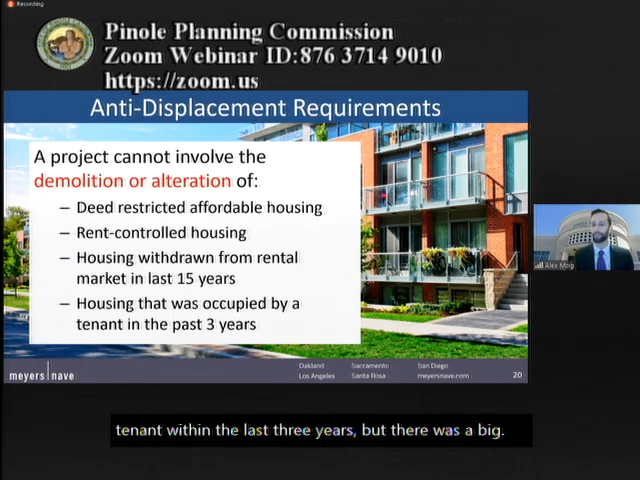 Recording
Pinole Planning Commission
Zoom Webinar ID:876 3714 9010
https://zoom.us
Anti-Displacement Requirements
A project cannot involve the
demolition or alteration of:
– Deed restricted affordable housing
– Rent-controlled housing
– Housing withdrawn from rental
market in last 15 years
– Housing that was occupied by a
tenant in the past 3 years
Alex Mog
meyers|nave
Oakland Sacramento San Diego
Los Angeles Santa Rosa meyersnave.com
20
tenant within the last three years, but there was a big.